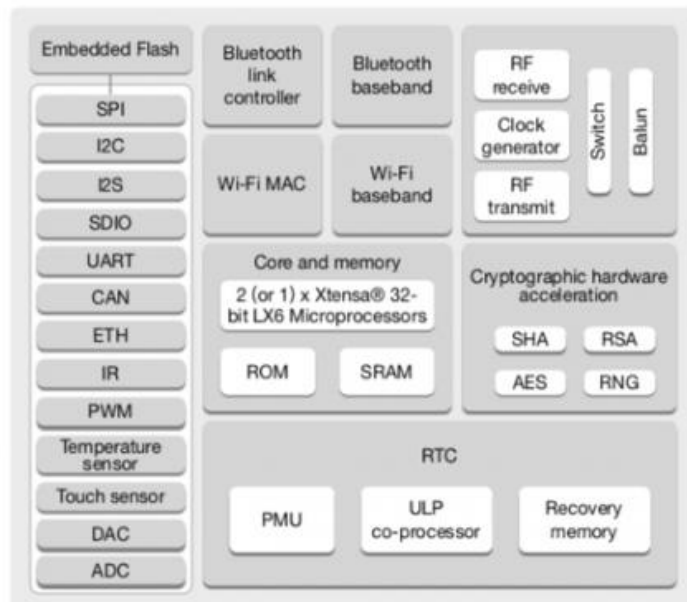 Embedded Flash
SPI
I2C
I2S
SDIO
UART
CAN
ETH
IR
PWM
Temperature
sensor
Touch sensor
DAC
ADC
Bluetooth
link
controller
Bluetooth
baseband
Wi-Fi MAC
Wi-Fi
baseband
RF
receive
Clock
generator
RF
transmit
Switch
Balun
Core and memory
2 (or 1) x Xtensa® 32-
bit LX6 Microprocessors
ROM
SRAM
Cryptographic hardware
acceleration
SHA
RSA
AES
RNG
RTC
PMU
ULP
co-processor
Recovery
memory